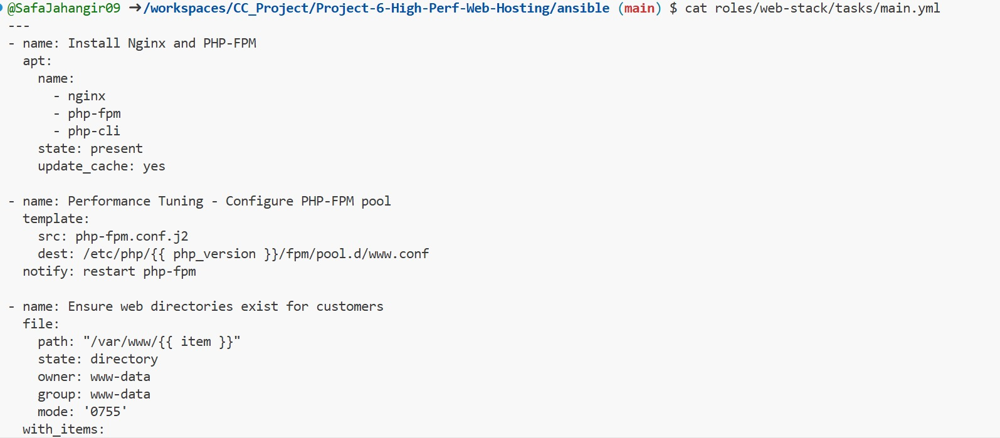 @SafaJahangir09 →/workspaces/CC_Project/Project-6-High-Perf-Web-Hosting/ansible (main) $ cat roles/web-stack/tasks/main.yml
---
- name: Install Nginx and PHP-FPM
  apt:
    name:
      - nginx
      - php-fpm
      - php-cli
    state: present
    update_cache: yes

- name: Performance Tuning - Configure PHP-FPM pool
  template:
    src: php-fpm.conf.j2
    dest: /etc/php/{{ php_version }}/fpm/pool.d/www.conf
  notify: restart php-fpm

- name: Ensure web directories exist for customers
  file:
    path: "/var/www/{{ item }}"
    state: directory
    owner: www-data
    group: www-data
    mode: '0755'
  with_items: